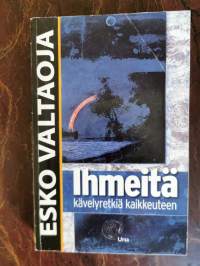 ESKO VALTAOJA
Ihmeitä
kävelyretkiä kaikkeuteen
Ursa